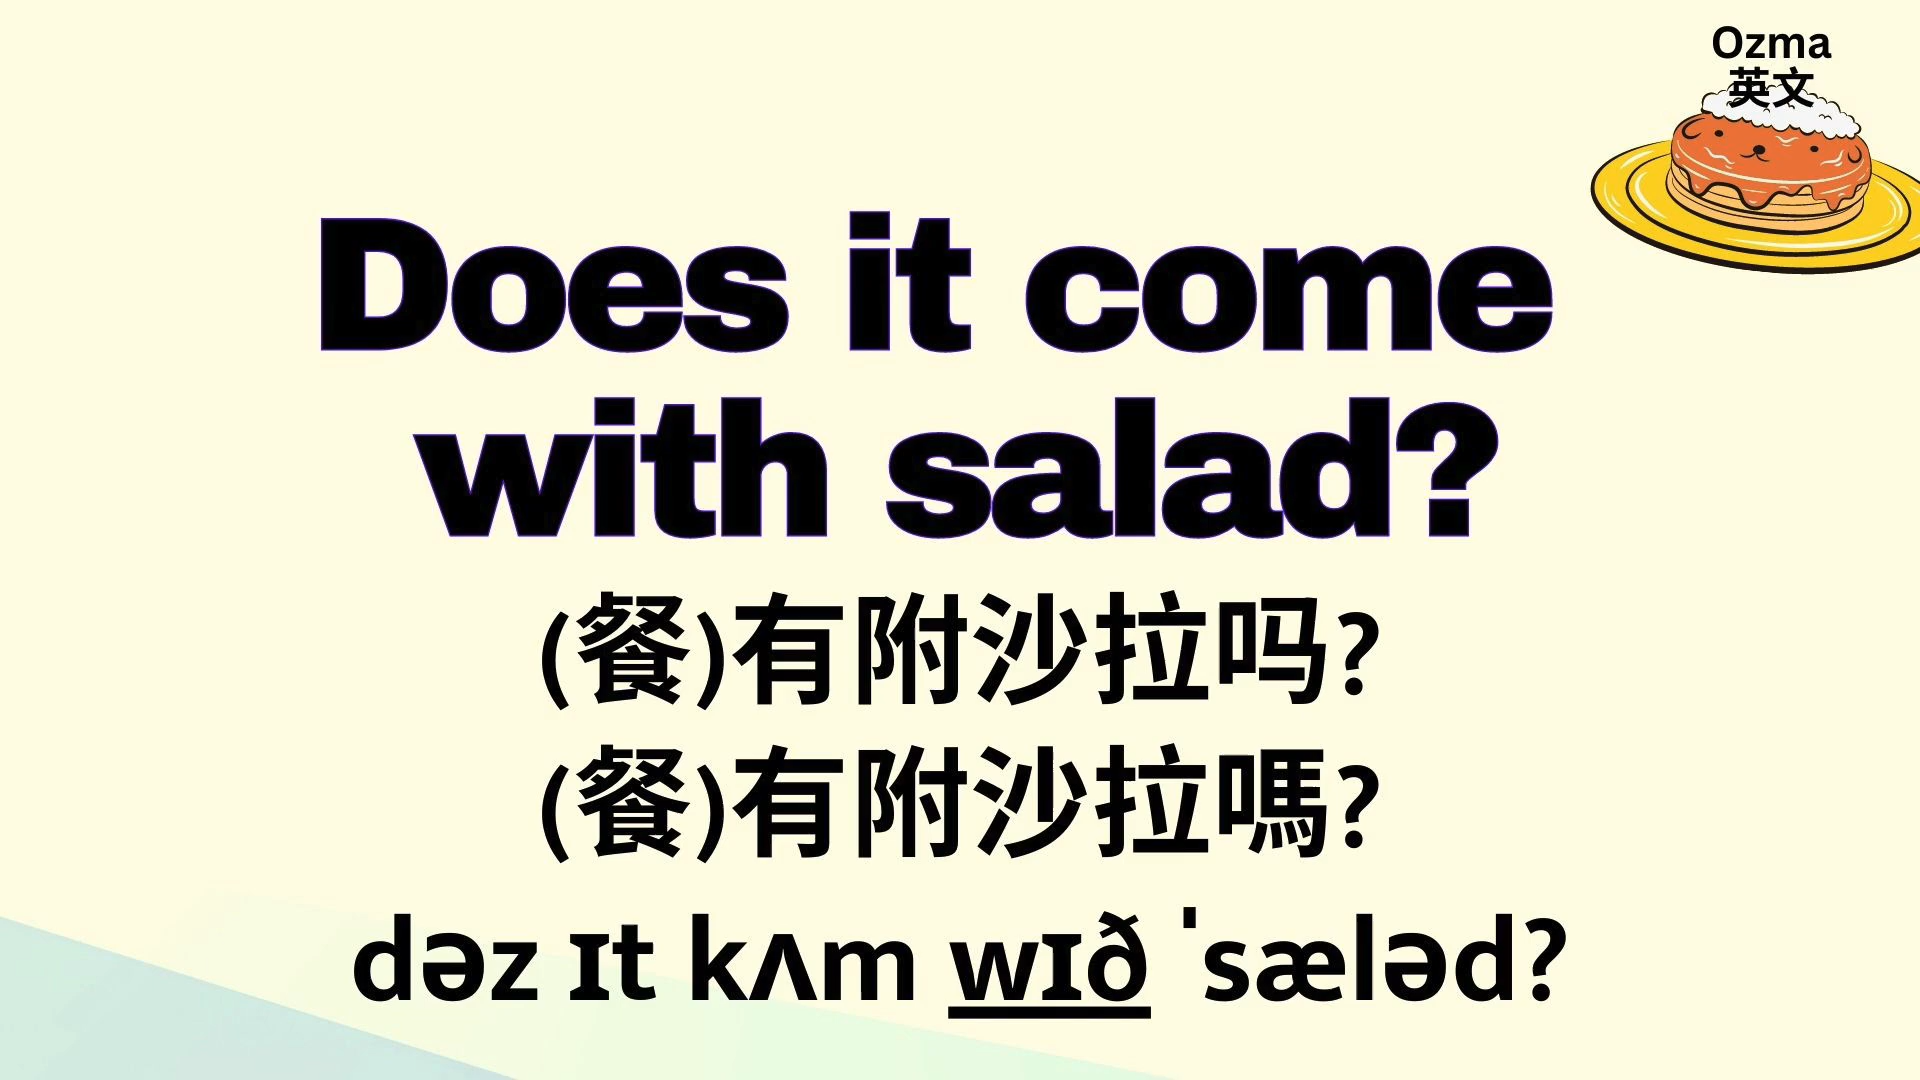 Ozma
英文
Does it come
with salad?
(餐)有附沙拉吗?
(餐)有附沙拉嗎?
dəz ɪt kʌm wɪð ˈsæləd?